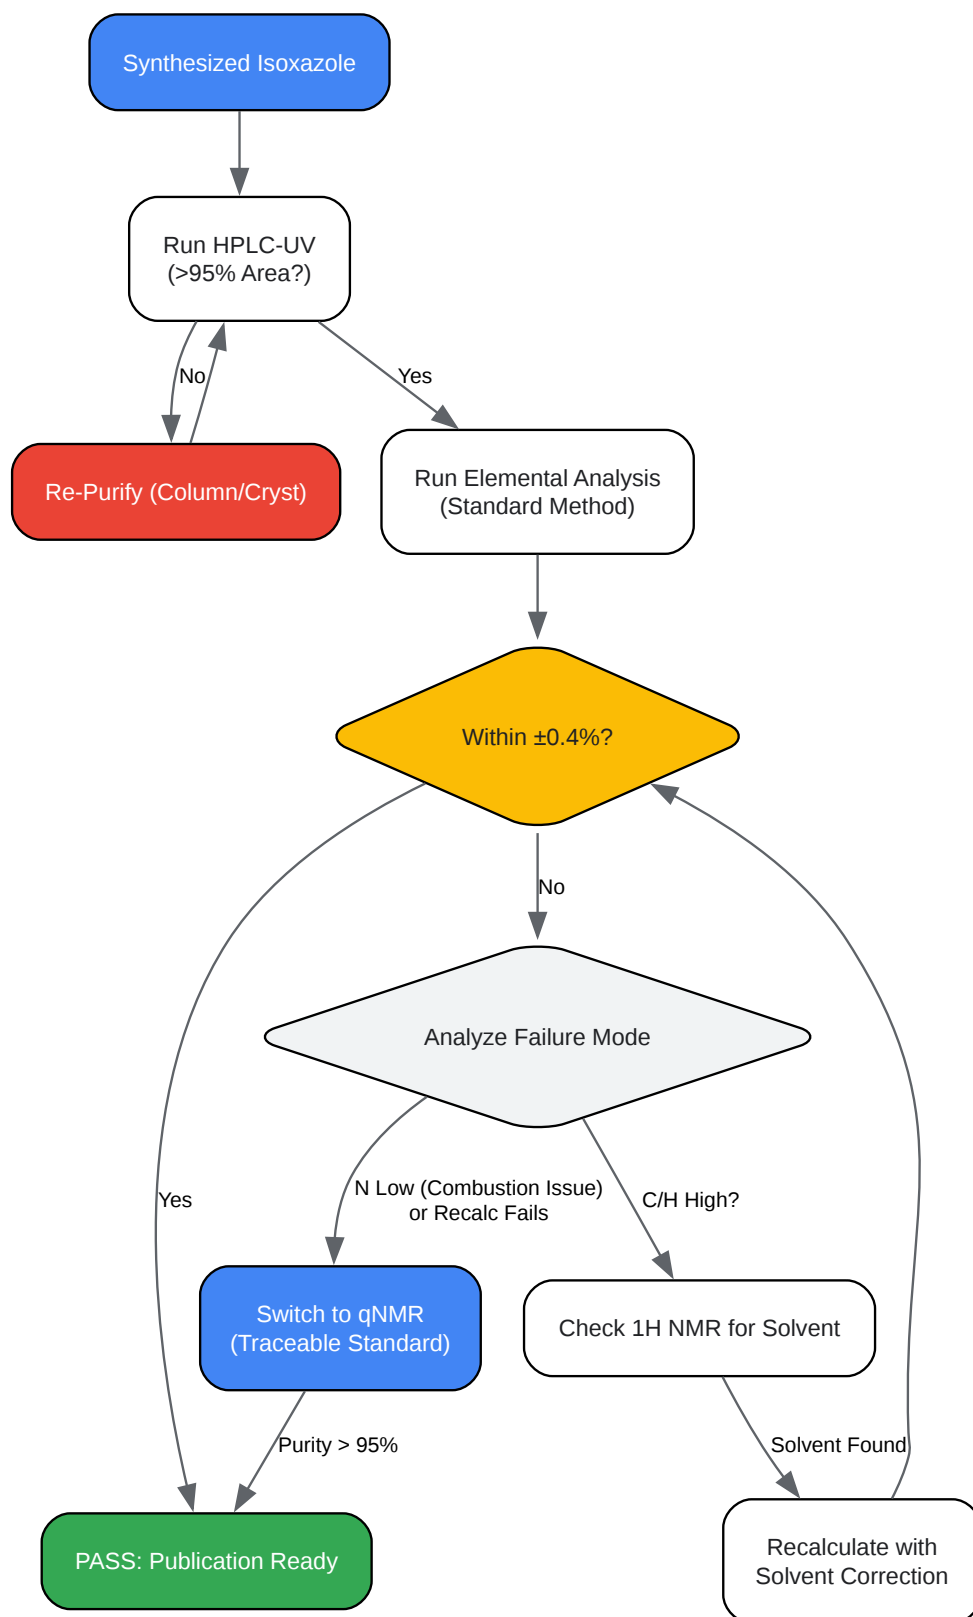 Synthesized Isoxazole
Run HPLC-UV
(>95% Area?)
No
Yes
Re-Purify (Column/Cryst)
Run Elemental Analysis
(Standard Method)
Within ±0.4%?
No
Analyze Failure Mode
Yes
N Low (Combustion Issue)
or Recalc Fails
C/H High?
Switch to qNMR
(Traceable Standard)
Check 1H NMR for Solvent
Purity > 95%
Solvent Found
PASS: Publication Ready
Recalculate with
Solvent Correction